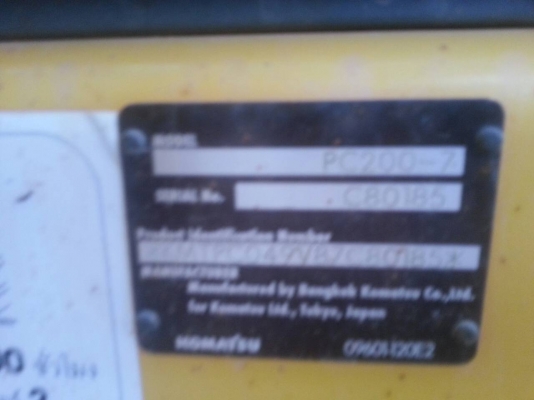 MODEL
PC200-7
SERIAL No.
C80185
Product Identification Number
MANUFACTURER
Manufactured by Bangkok Komatsu Co.,Ltd.
for Komatsu Ltd., Tokyo, Japan
KOMATSU
09601-120E2